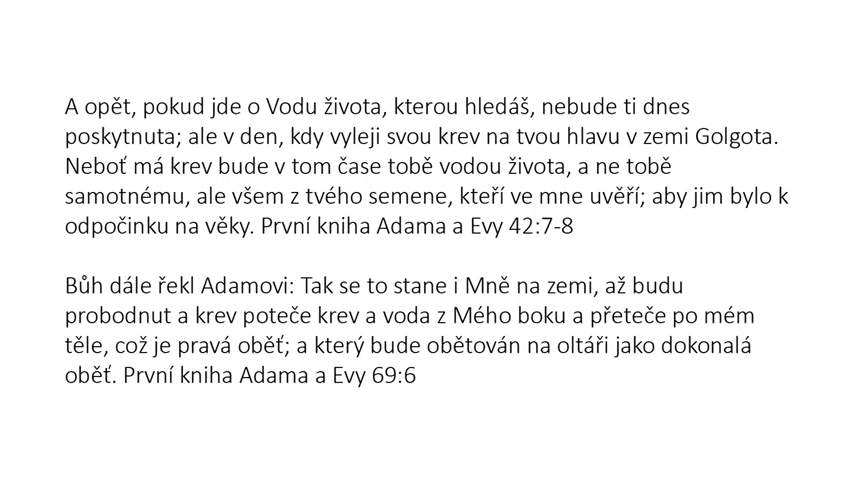 A opět, pokud jde o Vodu života, kterou hledáš, nebude ti dnes
poskytnuta; ale v den, kdy vyleji svou krev na tvou hlavu v zemi Golgota.
Neboť má krev bude v tom čase tobě vodou života, a ne tobě
samotnému, ale všem z tvého semene, kteří ve mne uvěří; aby jim bylo k
odpočinku na věky. První kniha Adama a Evy 42:7-8
Bůh dále řekl Adamovi: Tak se to stane i Mně na zemi, až budu
probodnut a krev poteče krev a voda z Mého boku a přeteče po mém
těle, což je pravá oběť; a který bude obětován na oltáři jako dokonalá
oběť. První kniha Adama a Evy 69:6